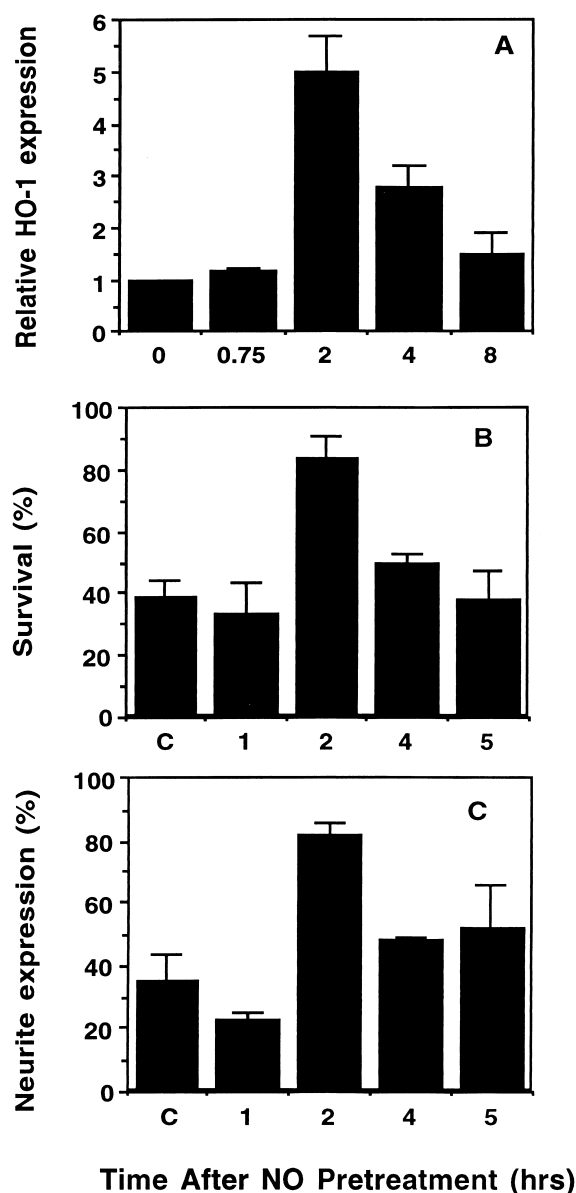 A
Relative HO-1 expression
6
5
4
3
2
1
0
0 0.75 2 4 8
B
Survival (%)
100
80
60
40
20
0
C 1 2 4 5
C
Neurite expression (%)
100
80
60
40
20
0
C 1 2 4 5
Time After NO Pretreatment (hrs)